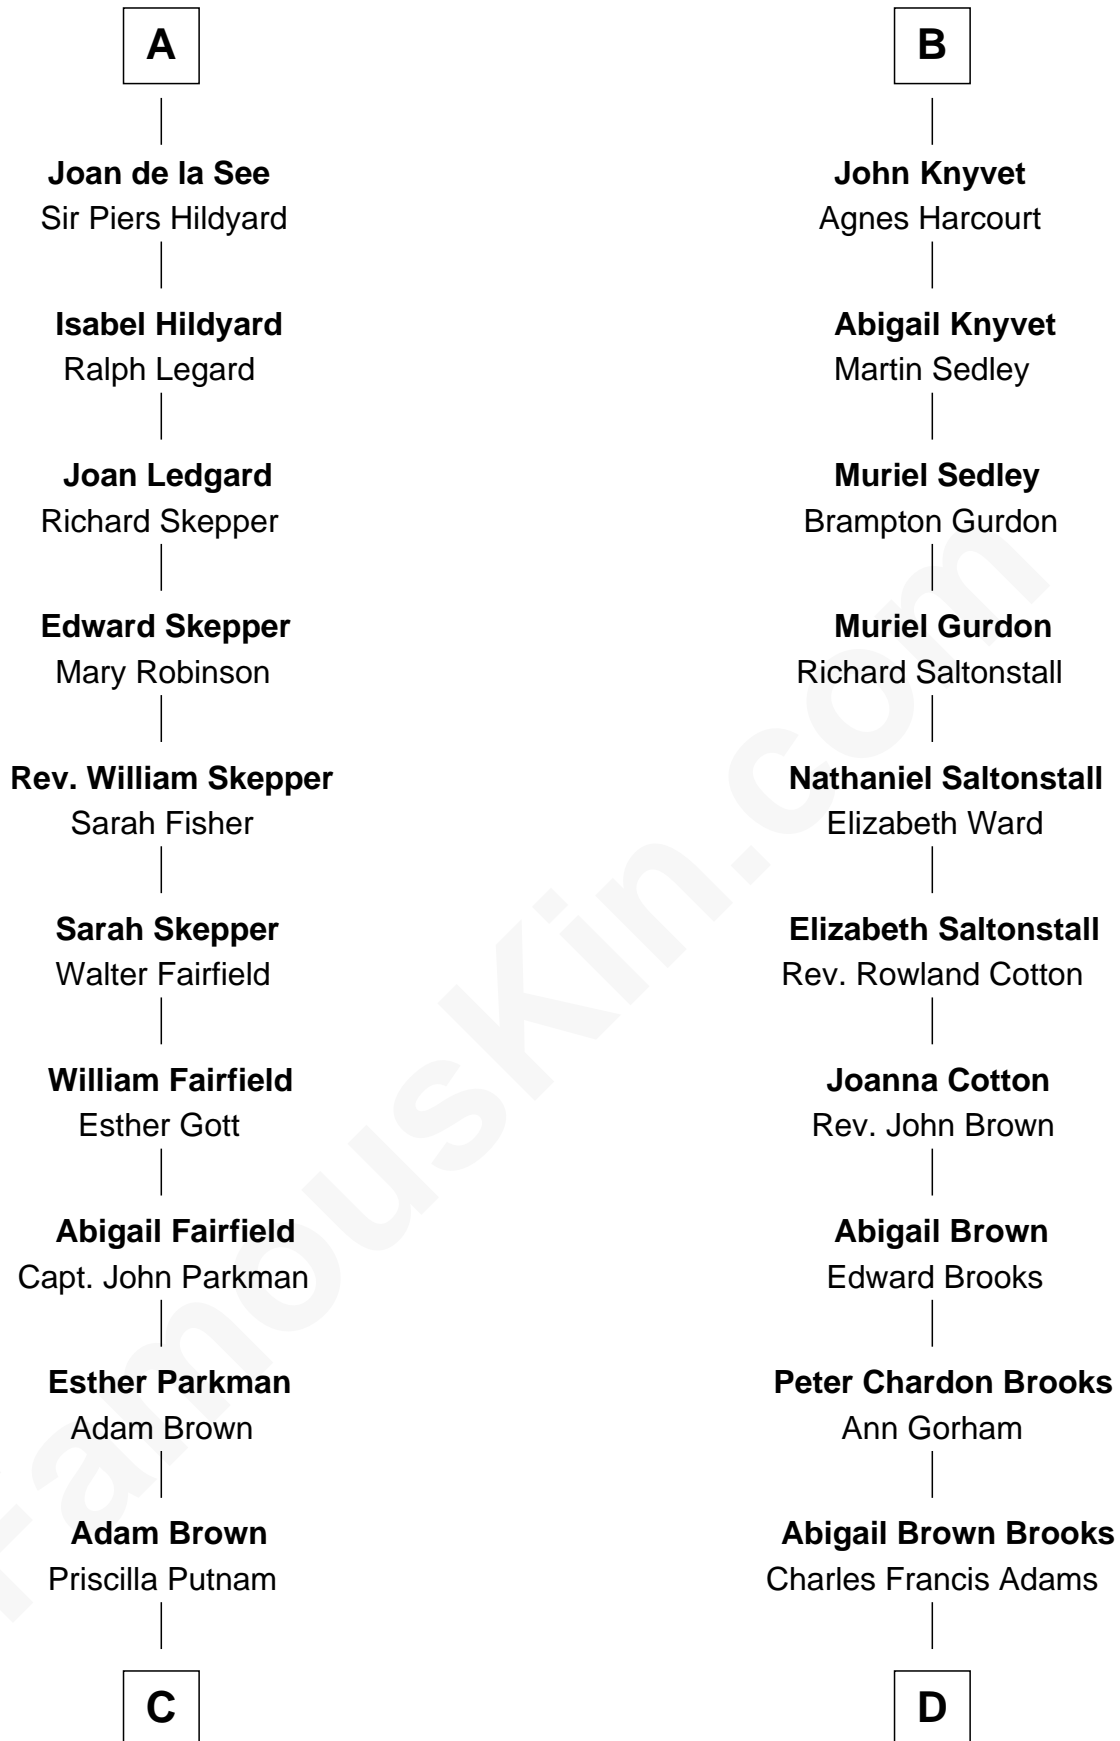 A
Joan de la See
Sir Piers Hildyard
Isabel Hildyard
Ralph Legard
Joan Ledgard
Richard Skepper
Edward Skepper
Mary Robinson
Rev. William Skepper
Sarah Fisher
Sarah Skepper
Walter Fairfield
William Fairfield
Esther Gott
Abigail Fairfield
Capt. John Parkman
Esther Parkman
Adam Brown
Adam Brown
Priscilla Putnam
C
B
John Knyvet
Agnes Harcourt
Abigail Knyvet
Martin Sedley
Muriel Sedley
Brampton Gurdon
Muriel Gurdon
Richard Saltonstall
Nathaniel Saltonstall
Elizabeth Ward
Elizabeth Saltonstall
Rev. Rowland Cotton
Joanna Cotton
Rev. John Brown
Abigail Brown
Edward Brooks
Peter Chardon Brooks
Ann Gorham
Abigail Brown Brooks
Charles Francis Adams
D
FamousKin.com